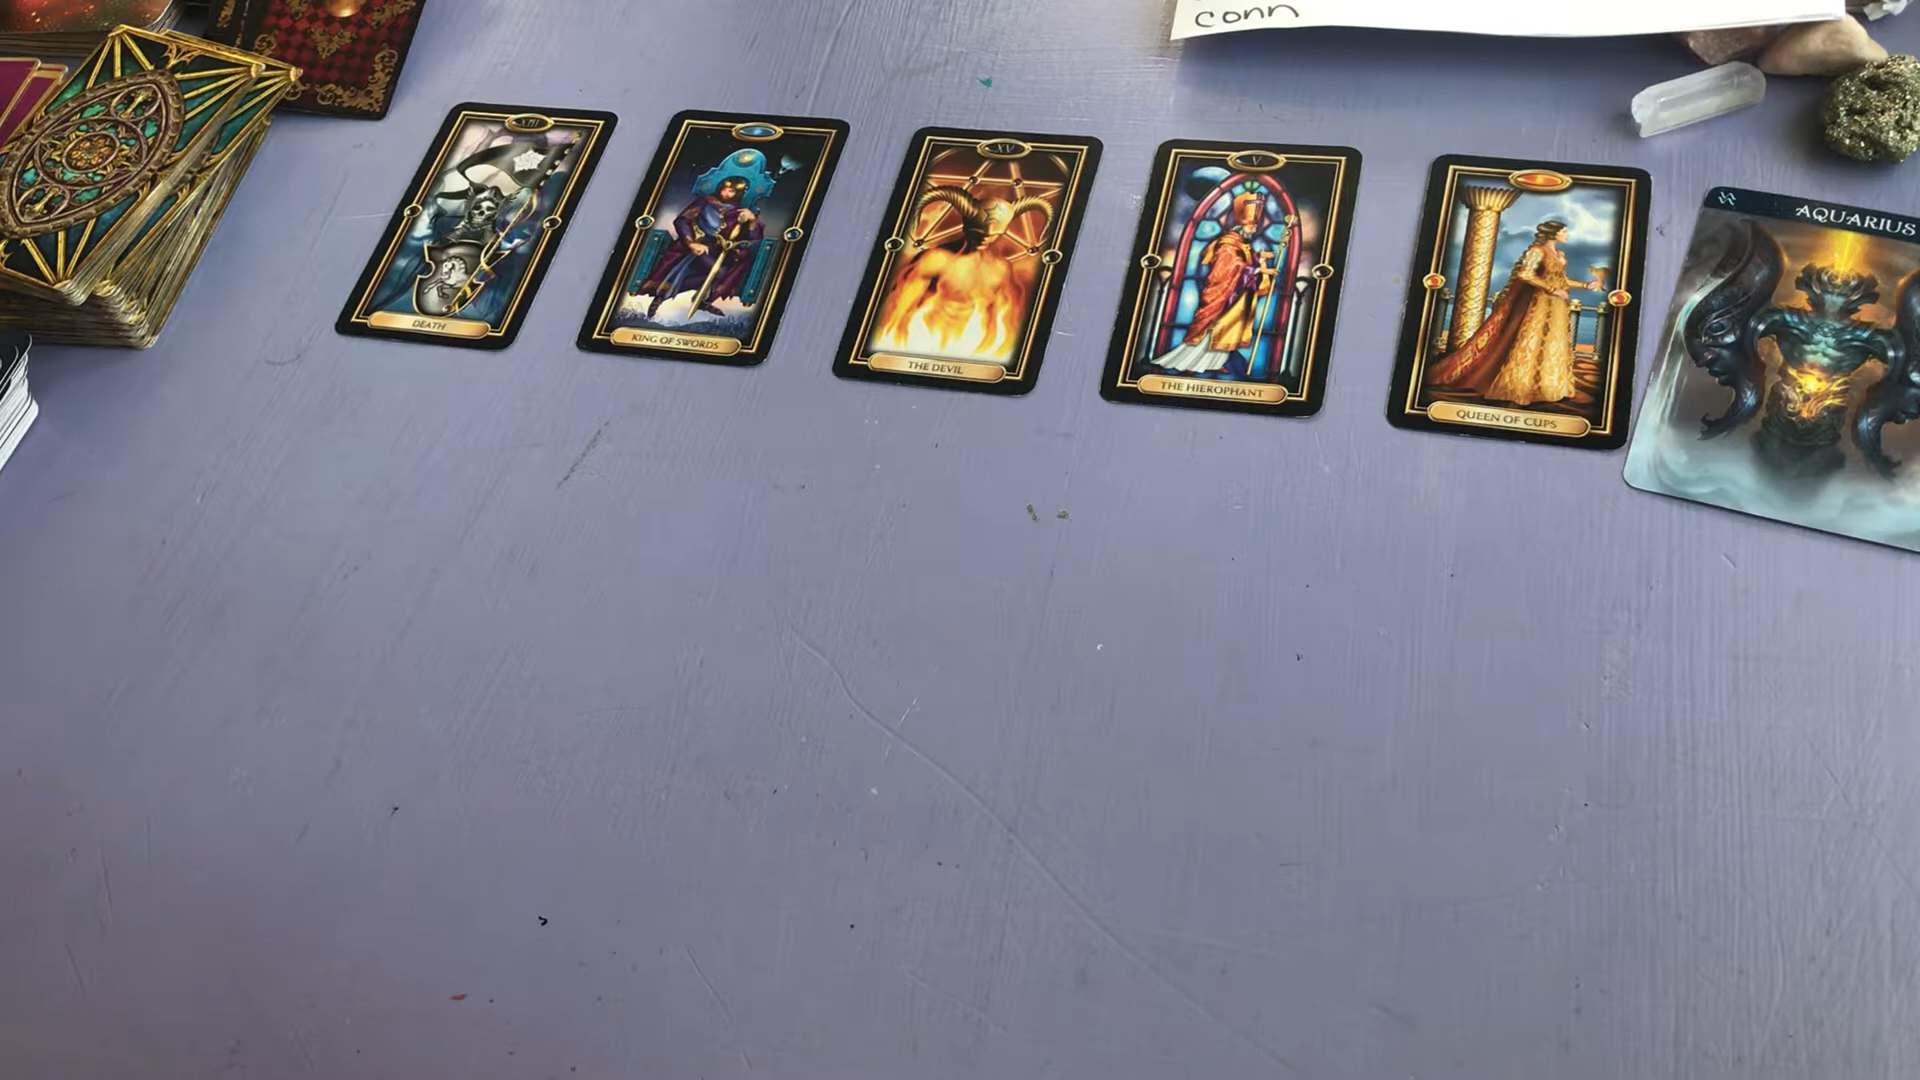 conn
XIII
DEATH
KING OF SWORDS
XV
THE DEVIL
V
THE HIEROPHANT
QUEEN OF CUPS
AQUARIUS